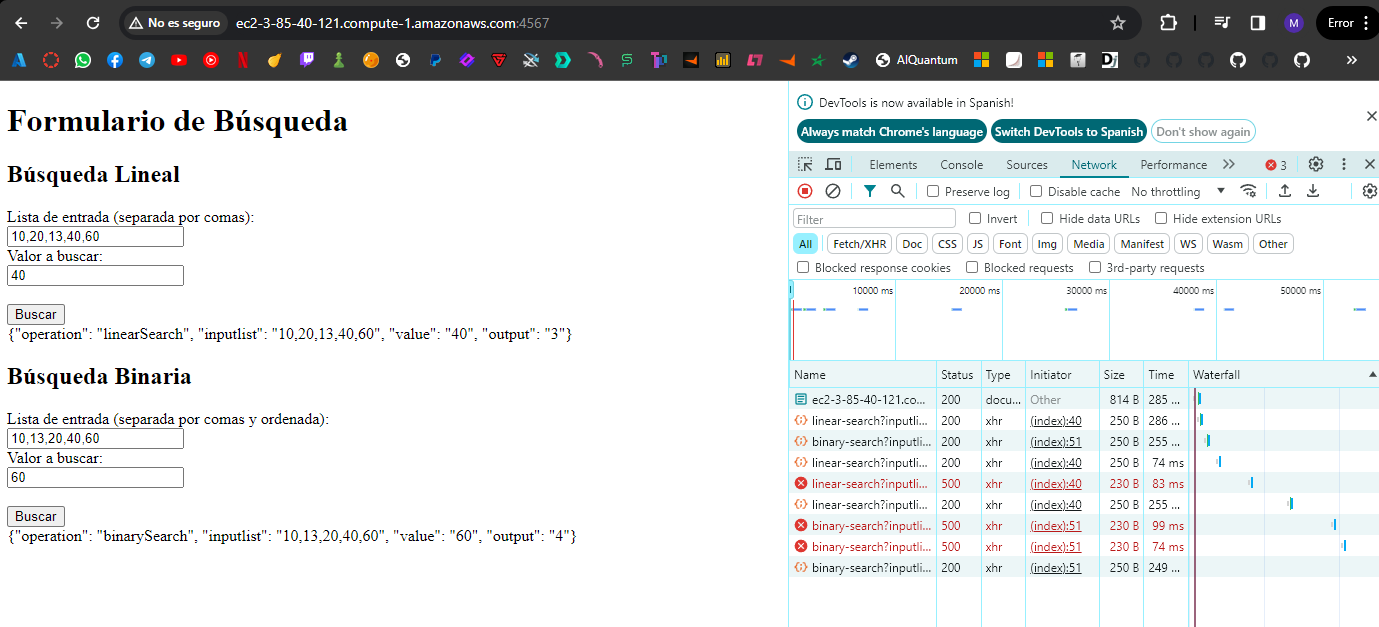 No es seguro ec2-3-85-40-121.compute-1.amazonaws.com:4567 M Error
AIQuantum
Formulario de Búsqueda
Búsqueda Lineal
Lista de entrada (separada por comas):
10,20,13,40,60
Valor a buscar:
40
Buscar
{"operation": "linearSearch", "inputlist": "10,20,13,40,60", "value": "40", "output": "3"}
Búsqueda Binaria
Lista de entrada (separada por comas y ordenada):
10,13,20,40,60
Valor a buscar:
60
Buscar
{"operation": "binarySearch", "inputlist": "10,13,20,40,60", "value": "60", "output": "4"}
DevTools is now available in Spanish!
Always match Chrome's language Switch DevTools to Spanish Don't show again
Elements Console Sources Network Performance 3
Preserve log Disable cache No throttling
Filter Invert Hide data URLs Hide extension URLs
All Fetch/XHR Doc CSS JS Font Img Media Manifest WS Wasm Other
Blocked response cookies Blocked requests 3rd-party requests
10000 ms 20000 ms 30000 ms 40000 ms 50000 ms
Name Status Type Initiator Size Time Waterfall
ec2-3-85-40-121.co... 200 docu... Other 814 B 285 ...
linear-search?inputli... 200 xhr (index):40 250 B 286 ...
binary-search?inputli... 200 xhr (index):51 250 B 255 ...
linear-search?inputli... 200 xhr (index):40 250 B 74 ms
linear-search?inputli... 500 xhr (index):40 230 B 83 ms
linear-search?inputli... 200 xhr (index):40 250 B 255 ...
binary-search?inputli... 500 xhr (index):51 230 B 99 ms
binary-search?inputli... 500 xhr (index):51 230 B 74 ms
binary-search?inputli... 200 xhr (index):51 250 B 249 ...